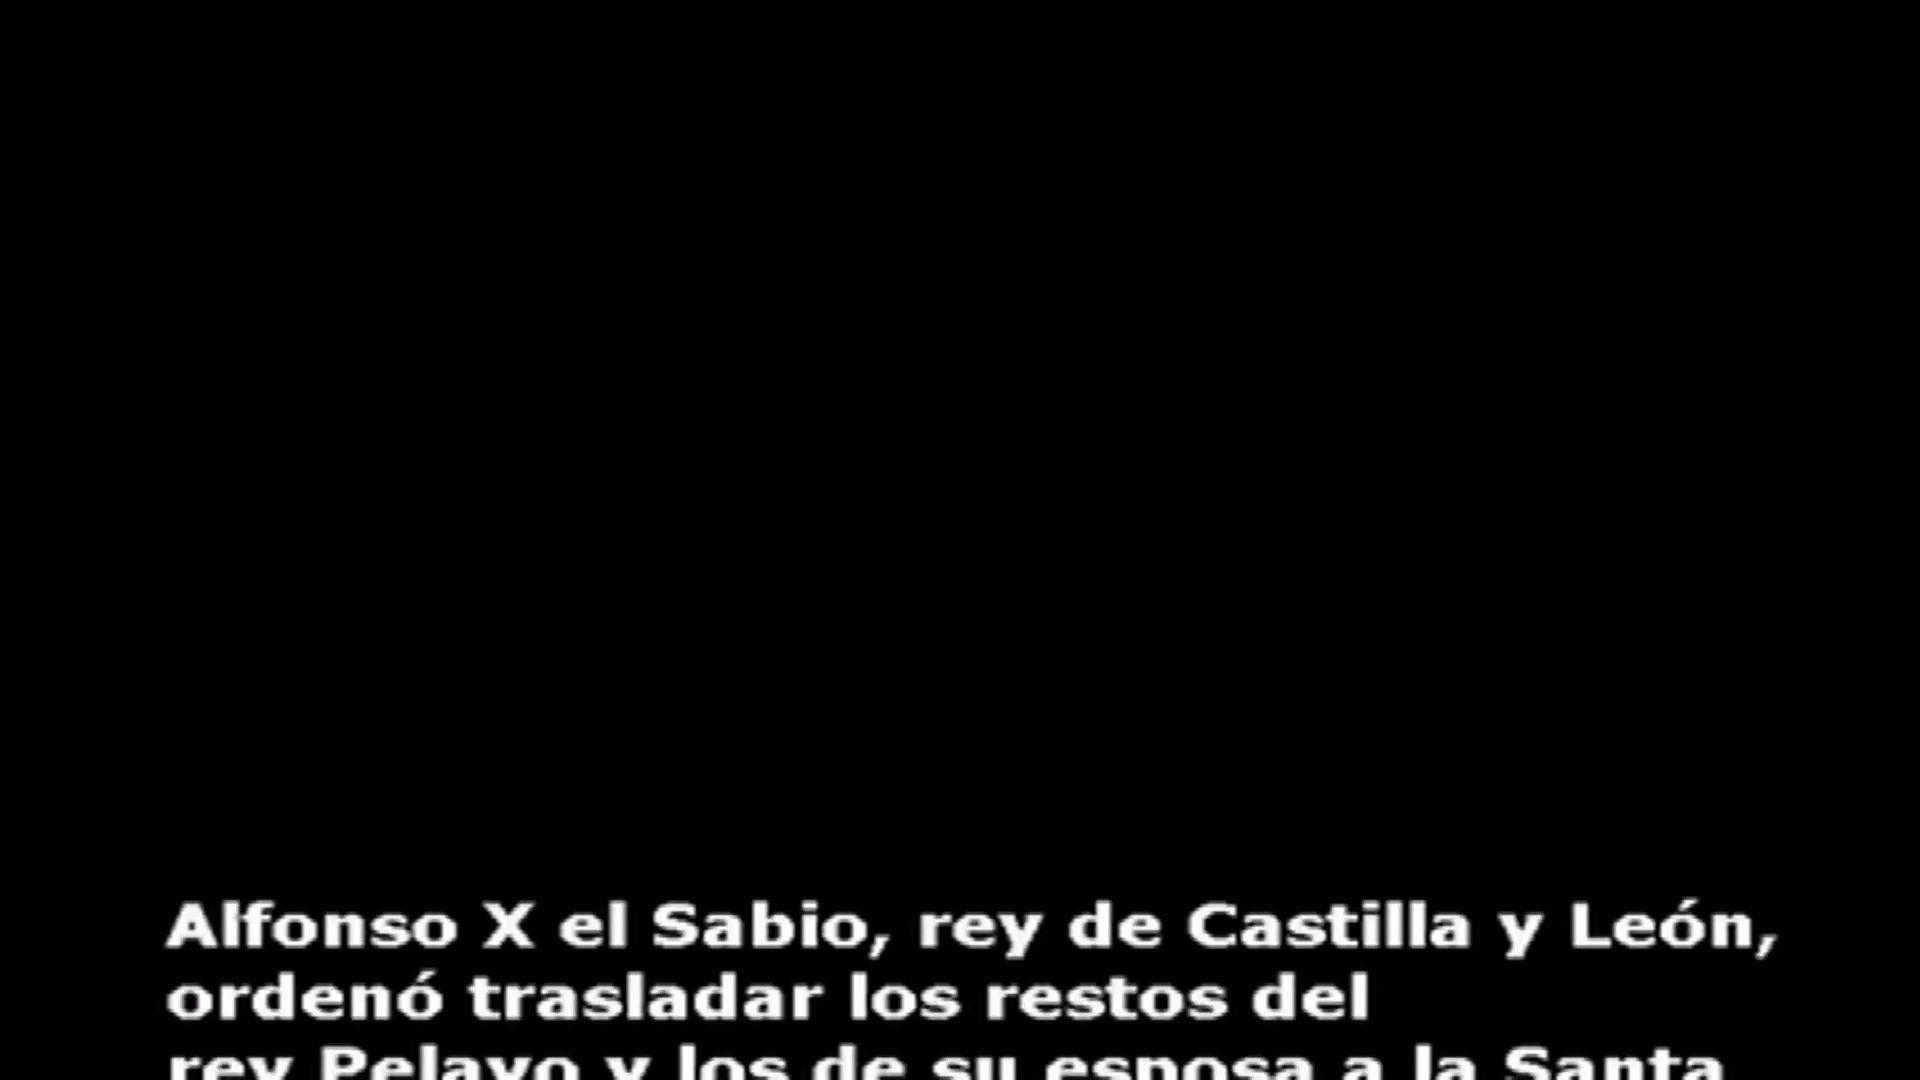 Alfonso X el Sabio, rey de Castilla y León,
ordenó trasladar los restos del
rey Pelayo y los de su esposa a la Santa